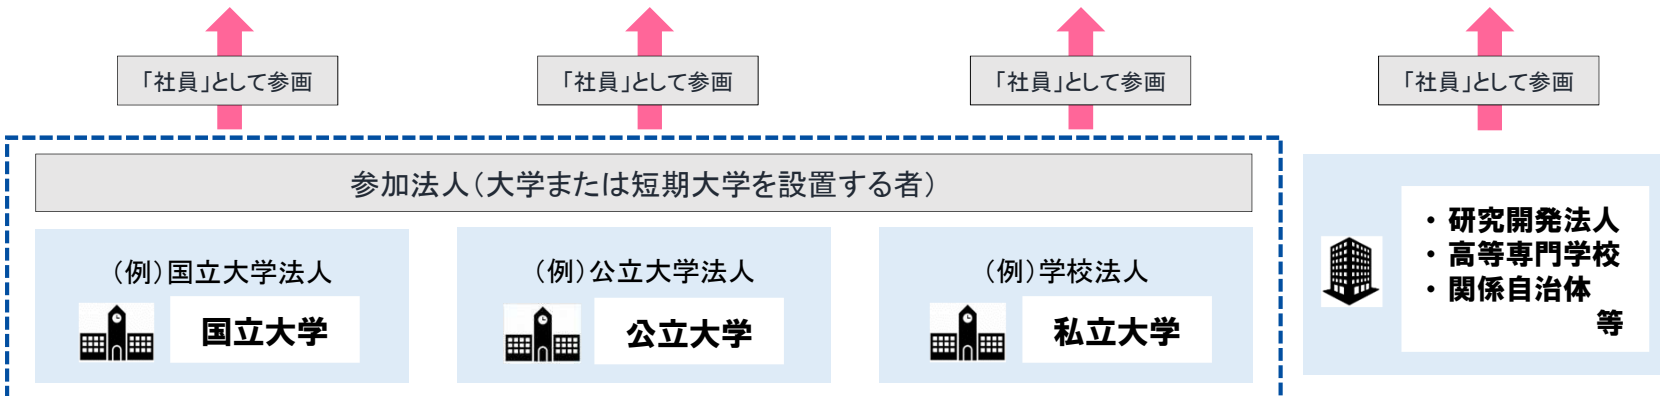 「社員」として参画
「社員」として参画
「社員」として参画
「社員」として参画
参加法人(大学または短期大学を設置する者)
(例)国立大学法人
国立大学
(例)公立大学法人
公立大学
(例)学校法人
私立大学
・ 研究開発法人
・ 高等専門学校
・ 関係自治体
等